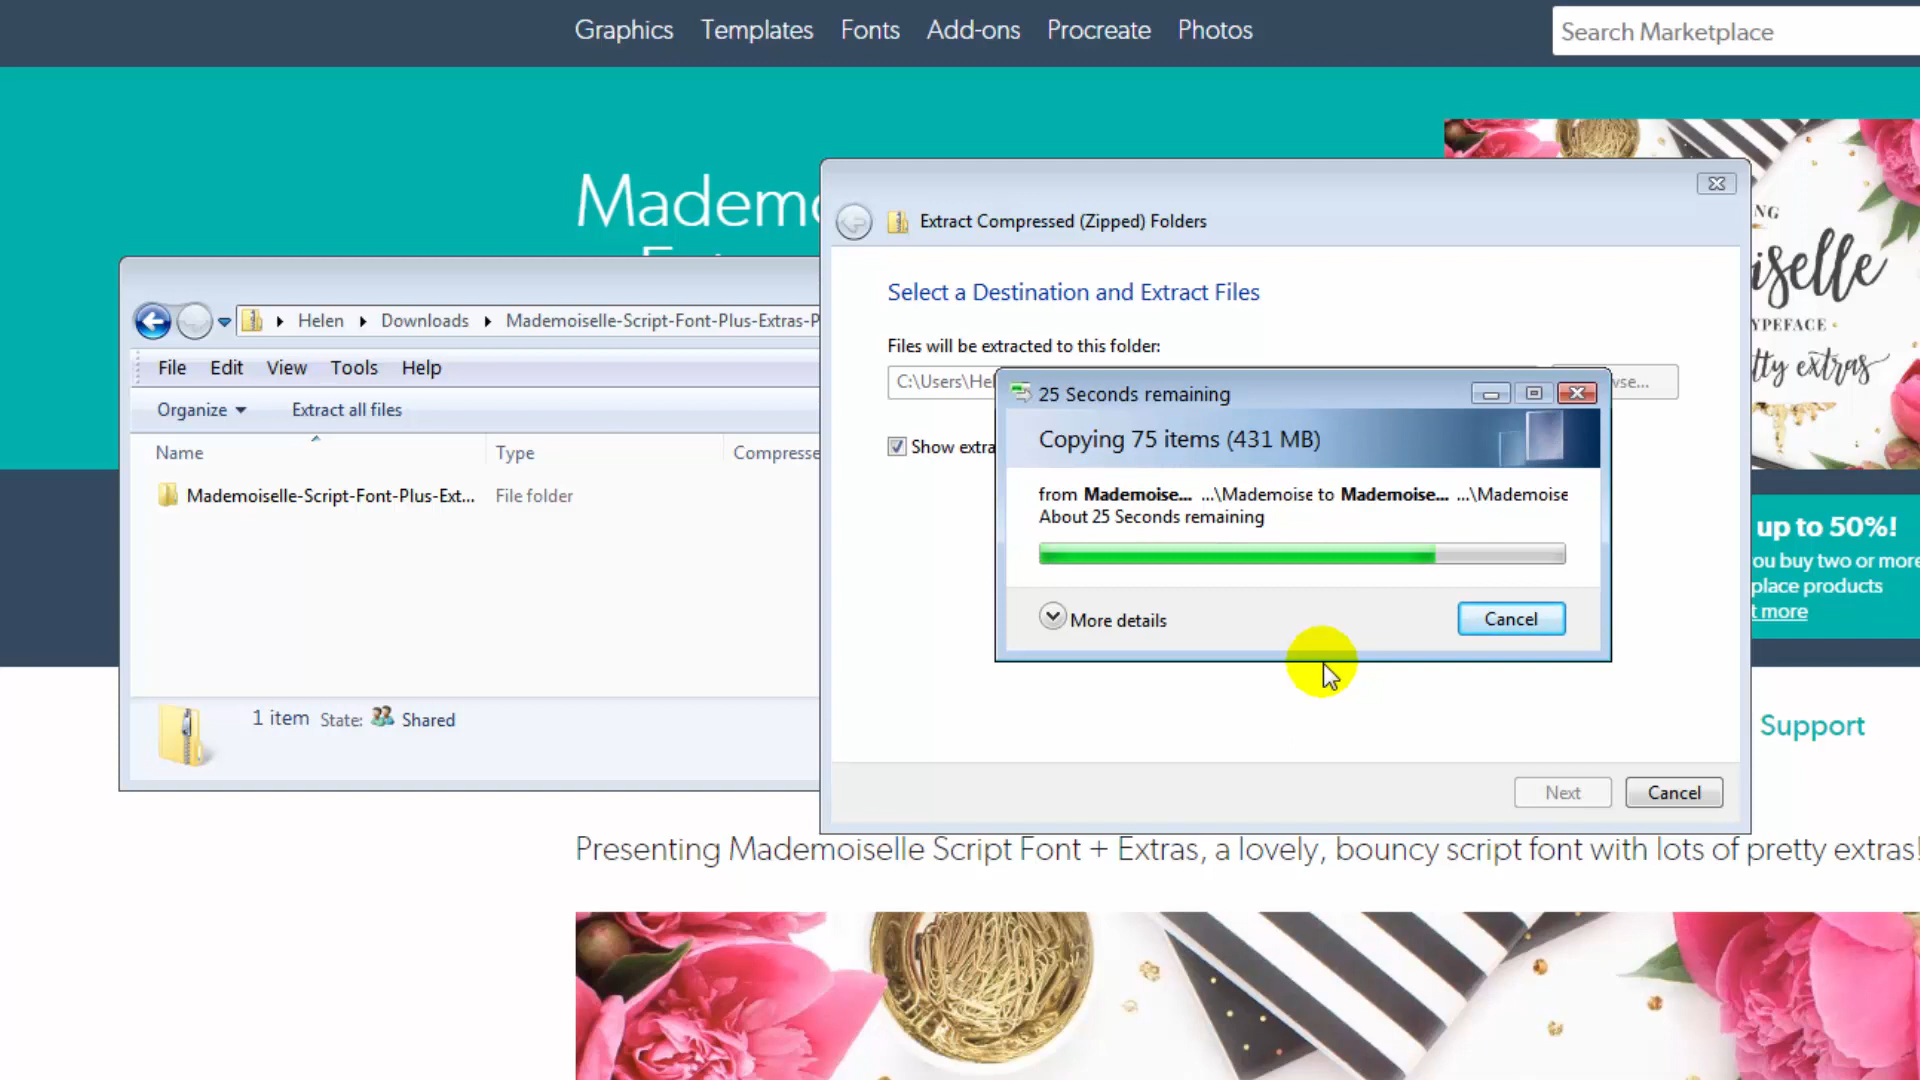 Graphics Templates Fonts Add-ons Procreate Photos
Search Marketplace
Extract Compressed (Zipped) Folders
Select a Destination and Extract Files
Files will be extracted to this folder:
C:\Users\
Show
25 Seconds remaining
Copying 75 items (431 MB)
from Mademoise... ...\Mademoise to Mademoise... ...\Mademoise
About 25 Seconds remaining
More details
Cancel
Next
Cancel
Helen Downloads Mademoiselle-Script-Font-Plus-Extras-P
File Edit View Tools Help
Organize Extract all files
Name Type Compresse
Mademoiselle-Script-Font-Plus-Ext... File folder
1 item State: Shared
TYPEFACE
pretty extras
up to 50%!
you buy two or more
place products
more
Support
Presenting Mademoiselle Script Font + Extras, a lovely, bouncy script font with lots of pretty extras!